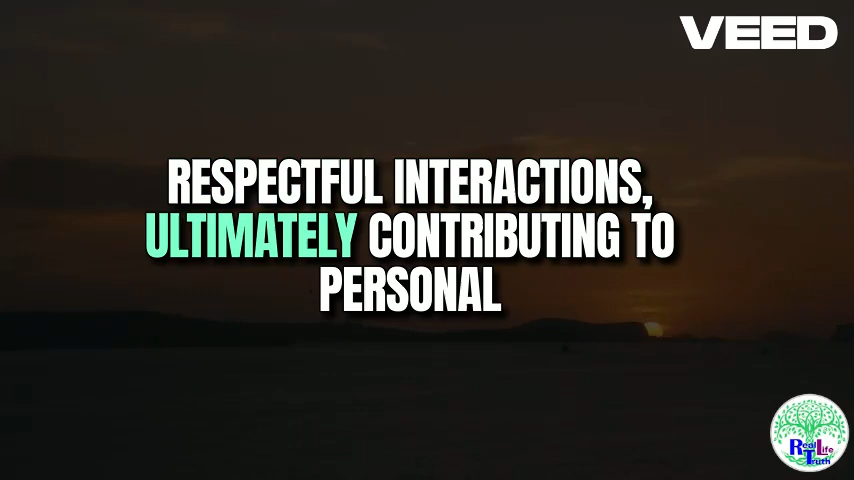 VEED
RESPECTFUL INTERACTIONS,
ULTIMATELY CONTRIBUTING TO
PERSONAL
Real Life
Truth